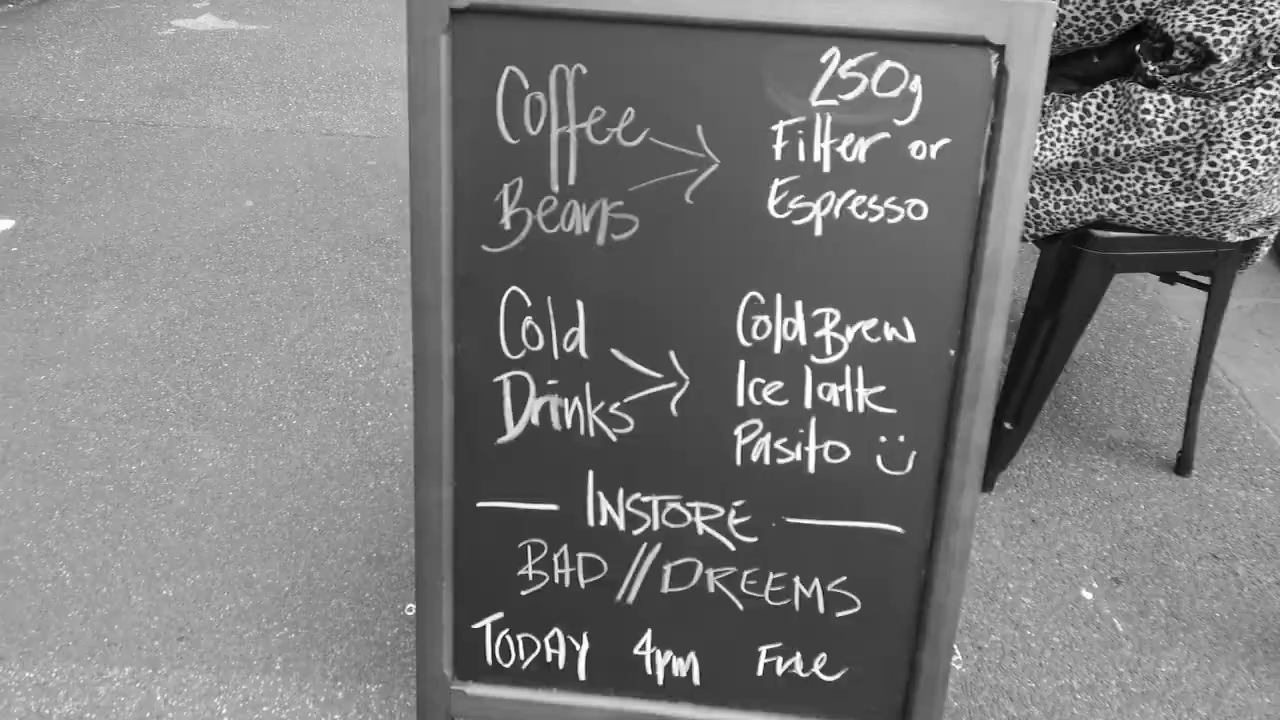 Coffee Beans
250g
Filter or
Espresso
Cold Drinks
Cold Brew
Ice latte
Pasito
INSTORE
BAD//DREEMS
TODAY 4pm Free